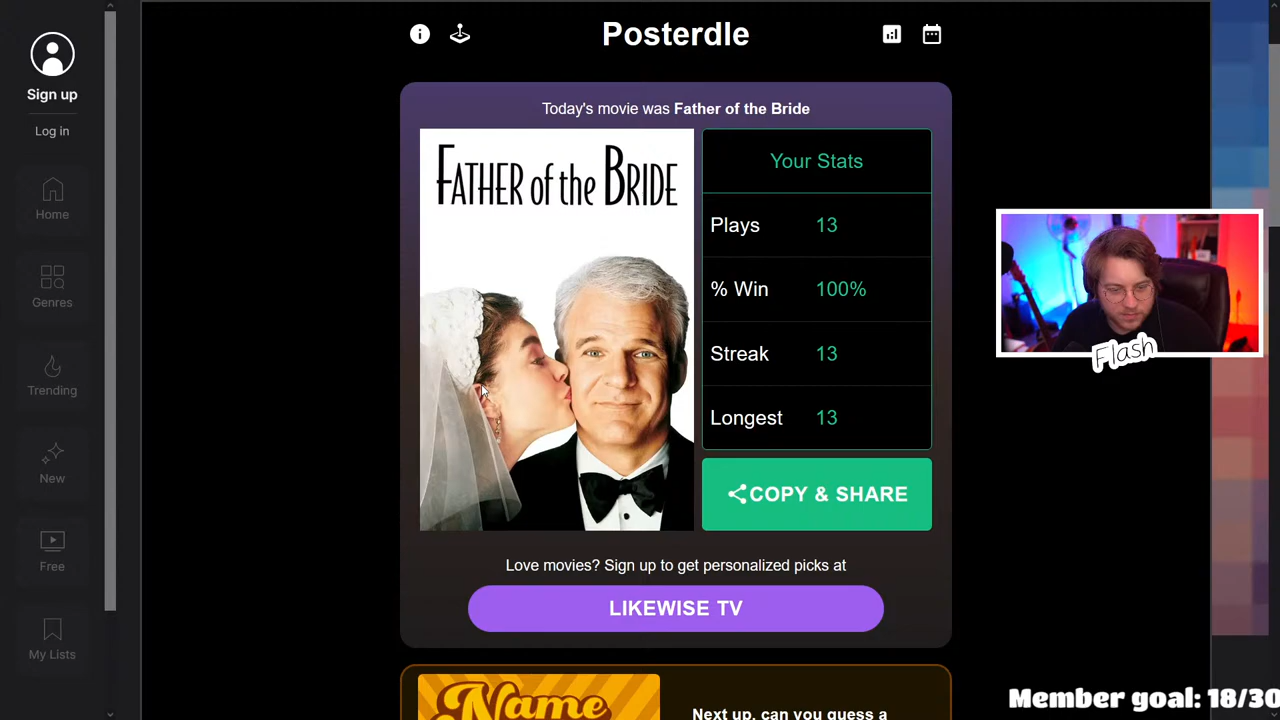 Posterdle
Sign up
Log in
Home
Genres
Trending
New
Free
My Lists
Today's movie was Father of the Bride
FATHER of the BRIDE
Your Stats
Plays 13
% Win 100%
Streak 13
Longest 13
COPY & SHARE
Love movies? Sign up to get personalized picks at
LIKEWISE TV
Name
Next up, can you guess a
Flash
Member goal: 18/30